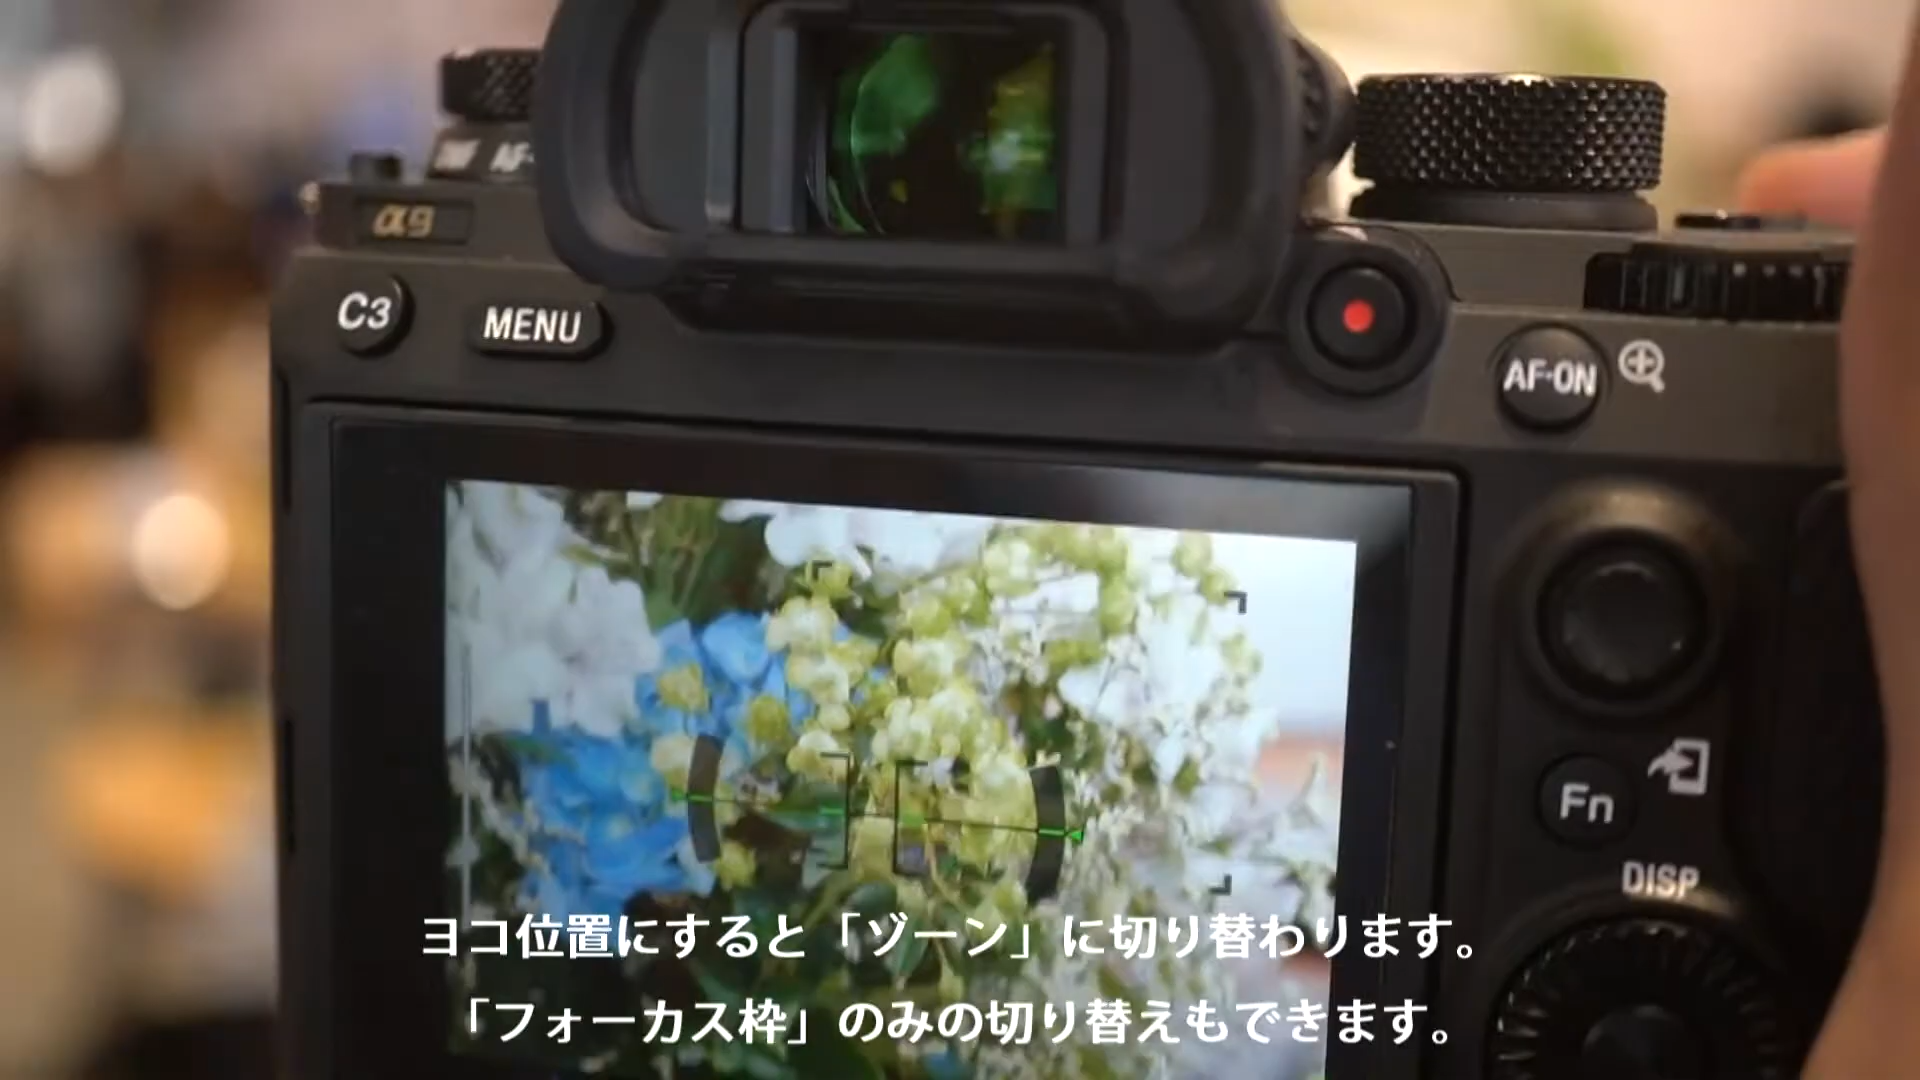 AF-
α9
C3
MENU
AF-ON
Fn
DISP
ヨコ位置にすると「ゾーン」に切り替わります。
「フォーカス枠」のみの切り替えもできます。